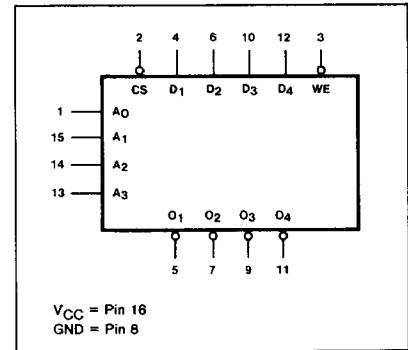 2 4 6 10 12 3
CS D1 D2 D3 D4 WE
1 A0
15 A1
14 A2
13 A3
O1 O2 O3 O4
5 7 9 11
VCC = Pin 16
GND = Pin 8